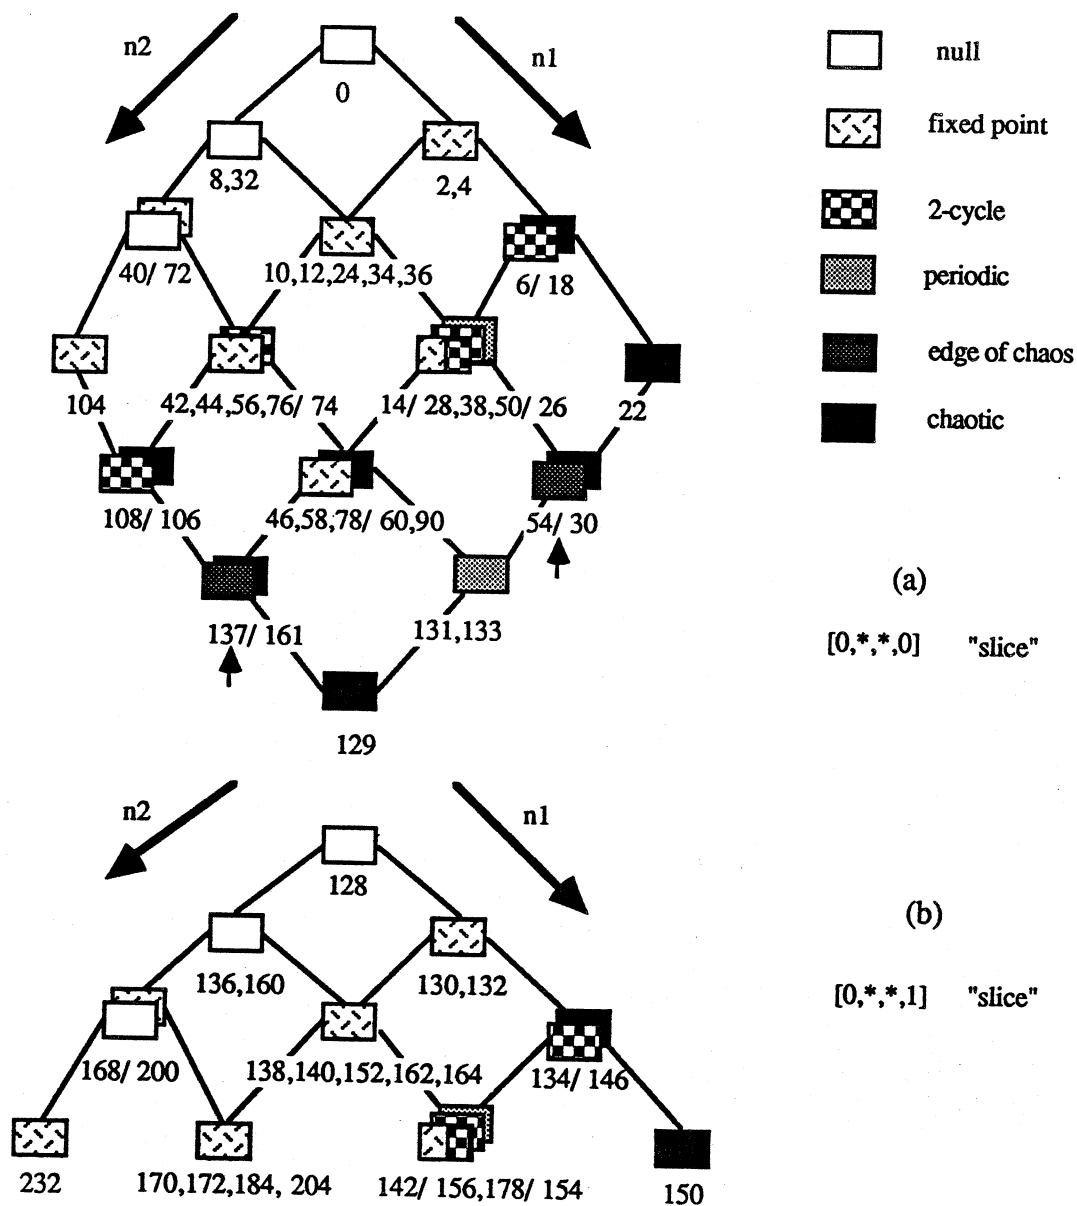 n2
n1
0
null
fixed point
8,32
2,4
2-cycle
40/ 72
10,12,24,34,36
6/ 18
periodic
edge of chaos
104
42,44,56,76/ 74
14/ 28,38,50/ 26
22
chaotic
108/ 106
46,58,78/ 60,90
54/ 30
(a)
137/ 161
131,133
[0,*,*,0] "slice"
129
n2
n1
128
(b)
136,160
130,132
[0,*,*,1] "slice"
168/ 200
138,140,152,162,164
134/ 146
232
170,172,184, 204
142/ 156,178/ 154
150